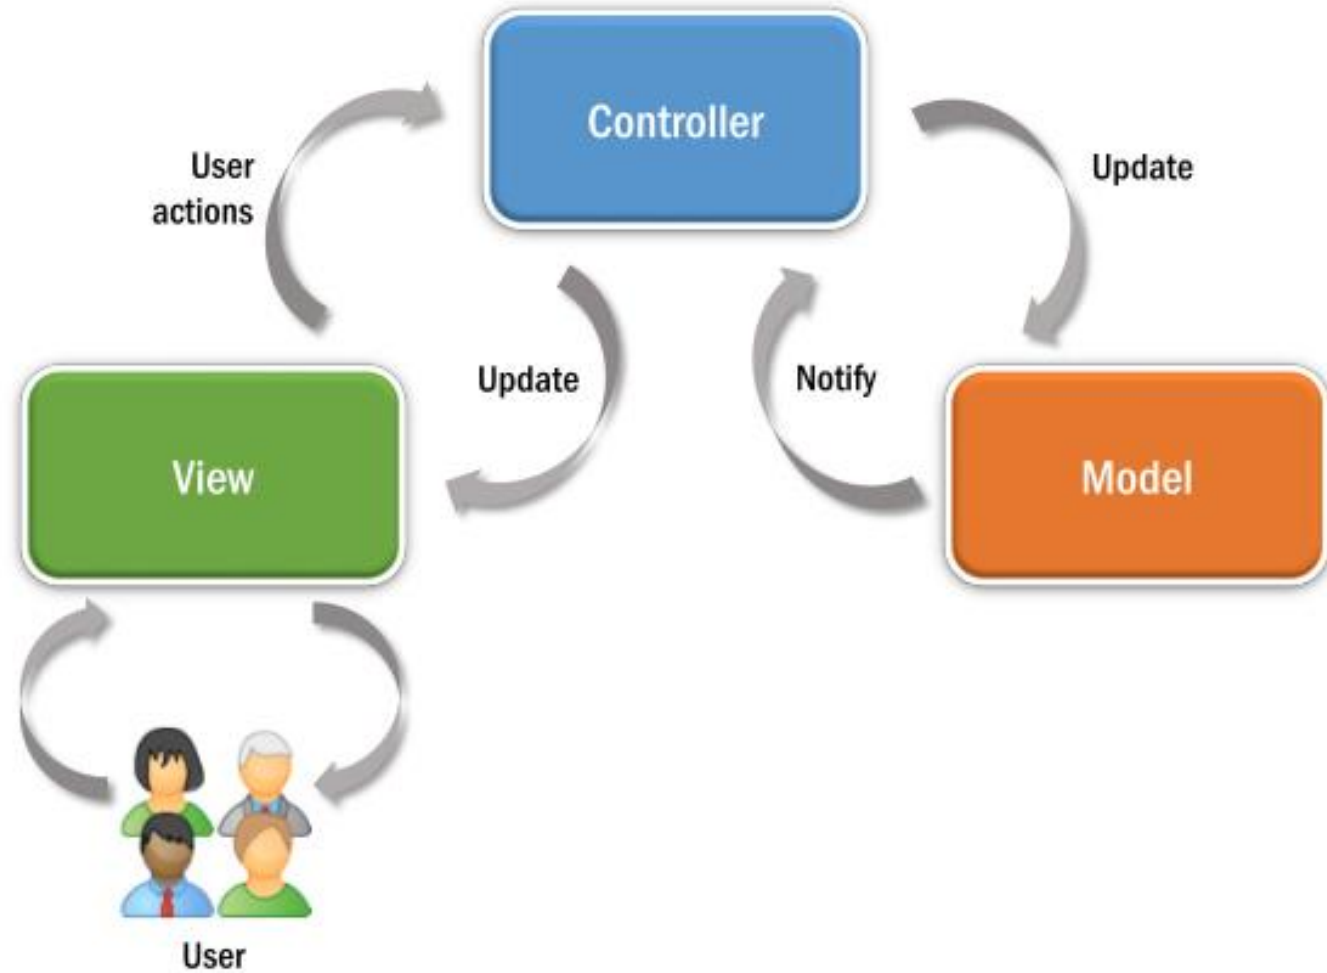 Controller
User
actions
Update
Update
Notify
View
Model
User